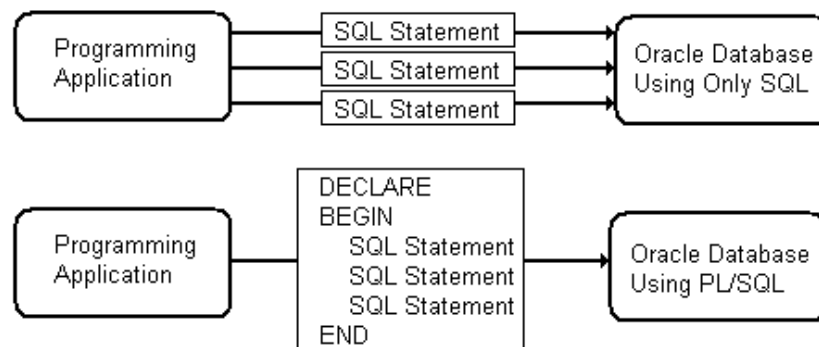 Programming
Application
SQL Statement
SQL Statement
SQL Statement
Oracle Database
Using Only SQL
Programming
Application
DECLARE
BEGIN
SQL Statement
SQL Statement
SQL Statement
END
Oracle Database
Using PL/SQL